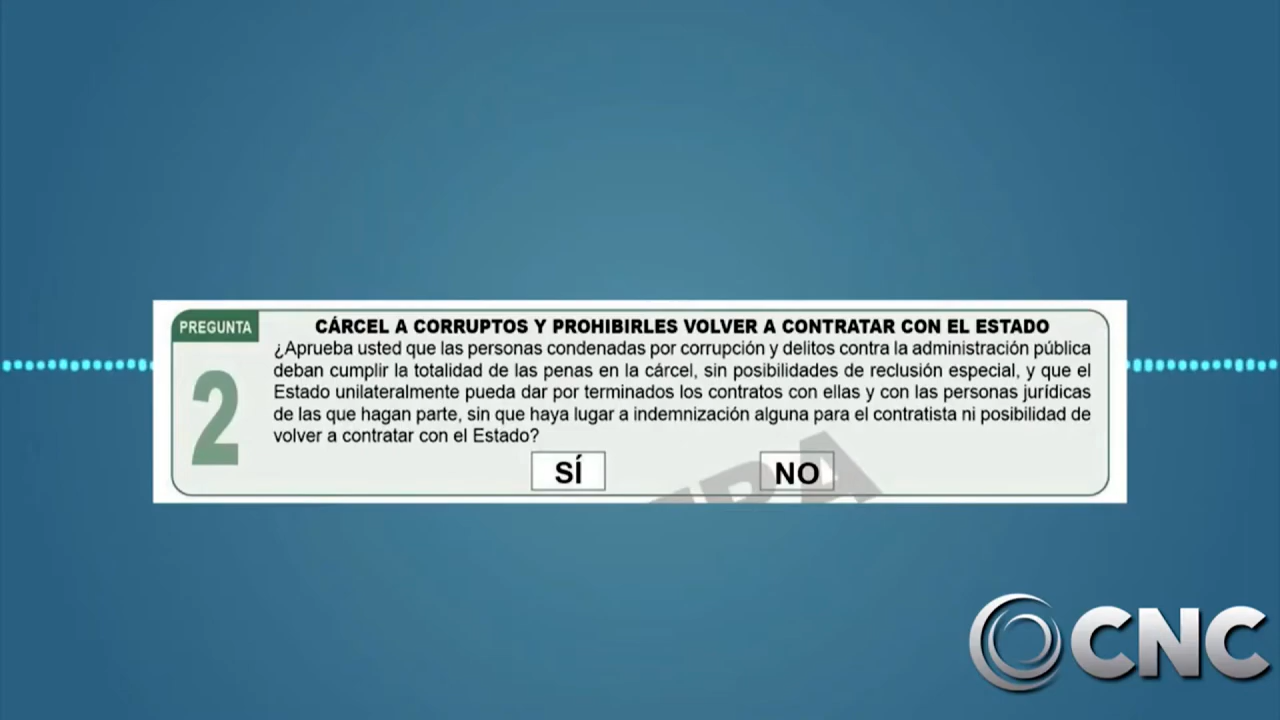 PREGUNTA
2
CÁRCEL A CORRUPTOS Y PROHIBIRLES VOLVER A CONTRATAR CON EL ESTADO
¿Aprueba usted que las personas condenadas por corrupción y delitos contra la administración pública
deban cumplir la totalidad de las penas en la cárcel, sin posibilidades de reclusión especial, y que el
Estado unilateralmente pueda dar por terminados los contratos con ellas y con las personas jurídicas
de las que hagan parte, sin que haya lugar a indemnización alguna para el contratista ni posibilidad de
volver a contratar con el Estado?
SÍ NO
CNC